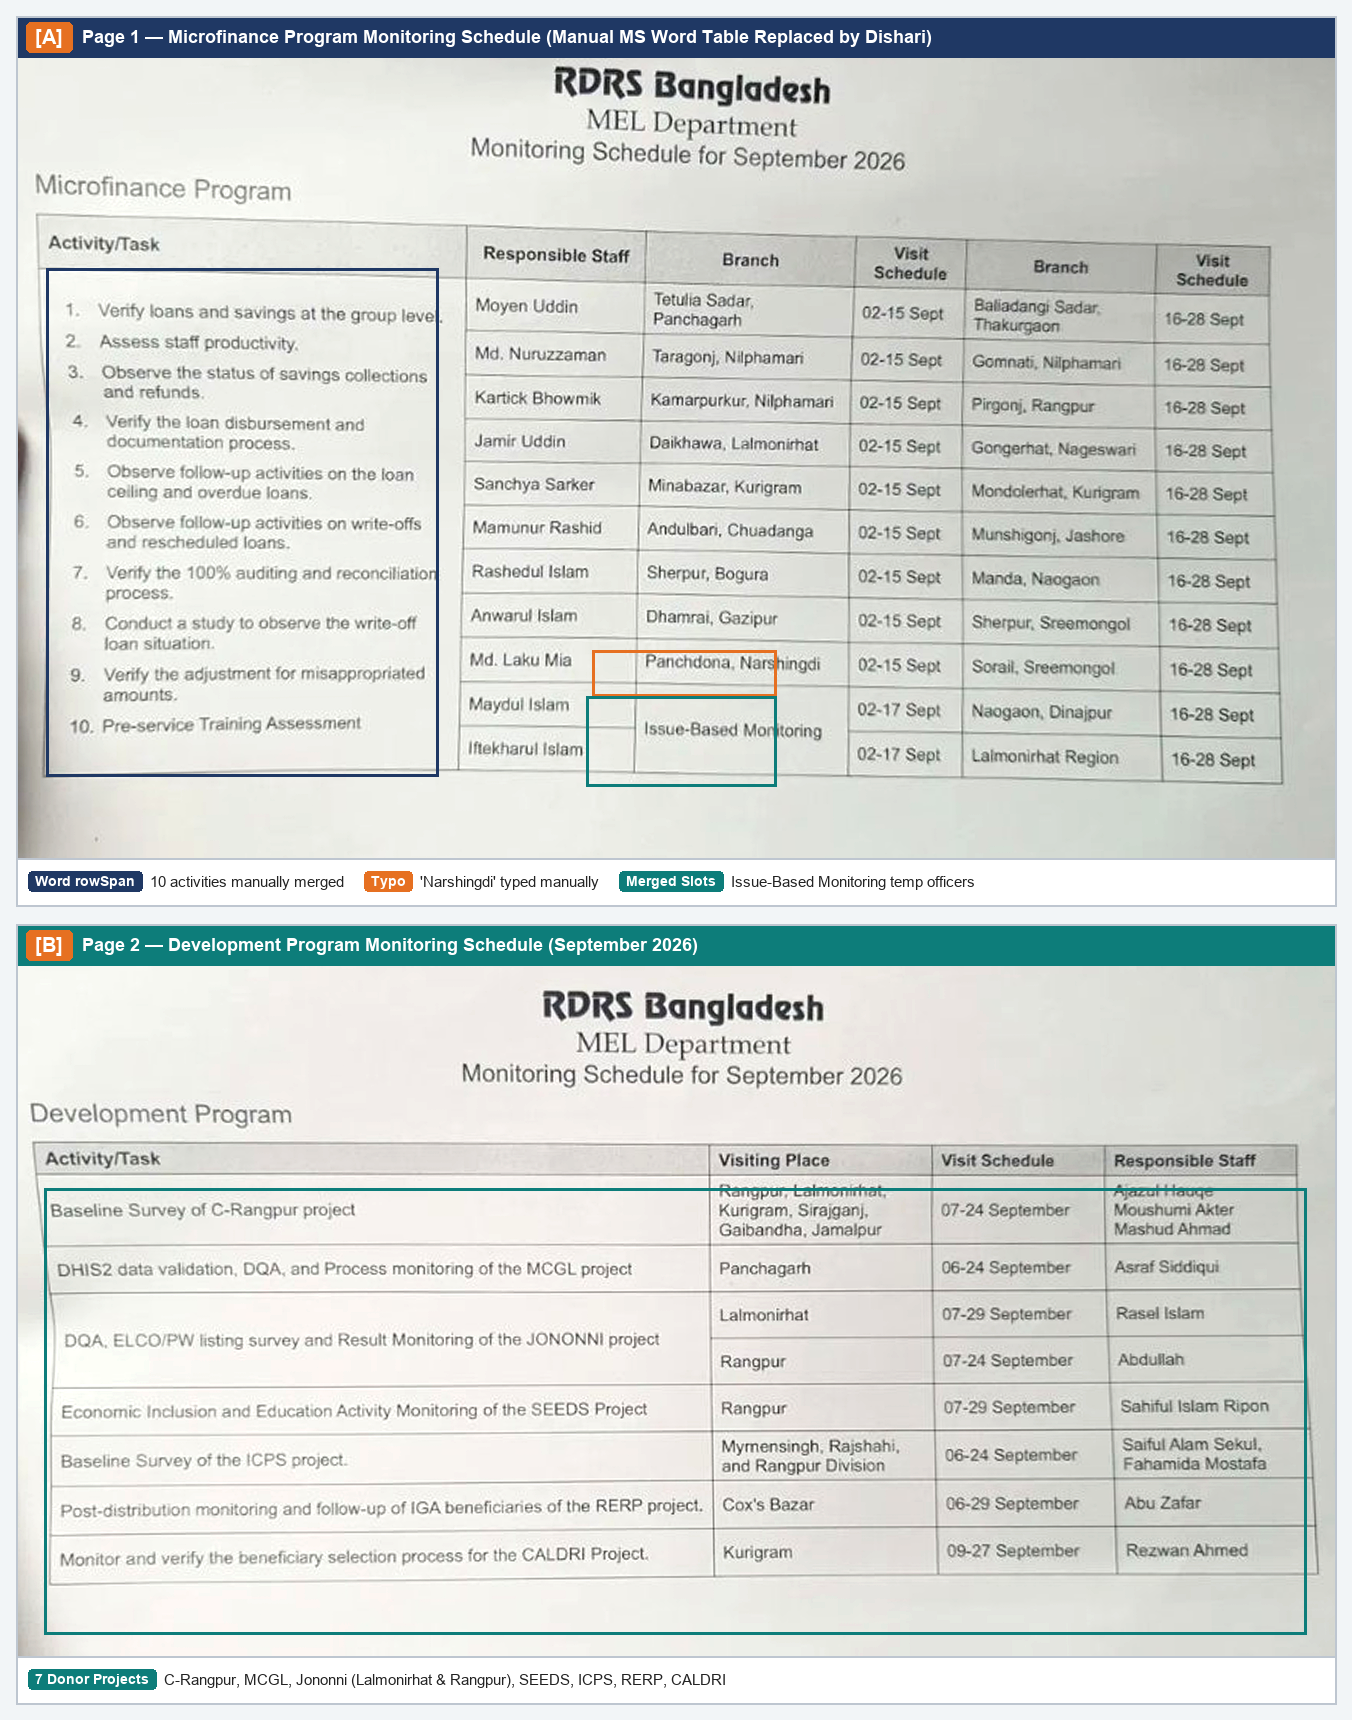 [A] Page 1 — Microfinance Program Monitoring Schedule (Manual MS Word Table Replaced by Dishari)
RDRS Bangladesh
MEL Department
Monitoring Schedule for September 2026
Microfinance Program
Activity/Task
Responsible Staff
Branch
Visit Schedule
Branch
Visit Schedule
1. Verify loans and savings at the group level.
2. Assess staff productivity.
3. Observe the status of savings collections
and refunds.
4. Verify the loan disbursement and
documentation process.
5. Observe follow-up activities on the loan
ceiling and overdue loans.
6. Observe follow-up activities on write-offs
and rescheduled loans.
7. Verify the 100% auditing and reconciliation
process.
8. Conduct a study to observe the write-off
loan situation.
9. Verify the adjustment for misappropriated
amounts.
10. Pre-service Training Assessment
Moyen Uddin
Tetulia Sadar,
Panchagarh
02-15 Sept
Baliadangi Sadar,
Thakurgaon
16-28 Sept
Md. Nuruzzaman
Taragonj, Nilphamari
02-15 Sept
Gomnati, Nilphamari
16-28 Sept
Kartick Bhowmik
Kamarpurkur, Nilphamari
02-15 Sept
Pirgonj, Rangpur
16-28 Sept
Jamir Uddin
Daikhawa, Lalmonirhat
02-15 Sept
Gongerhat, Nageswari
16-28 Sept
Sanchya Sarker
Minabazar, Kurigram
02-15 Sept
Mondolerhat, Kurigram
16-28 Sept
Mamunur Rashid
Andulbari, Chuadanga
02-15 Sept
Munshigonj, Jashore
16-28 Sept
Rashedul Islam
Sherpur, Bogura
02-15 Sept
Manda, Naogaon
16-28 Sept
Anwarul Islam
Dhamrai, Gazipur
02-15 Sept
Sherpur, Sreemongol
16-28 Sept
Md. Laku Mia
Panchdona, Narshingdi
02-15 Sept
Sorail, Sreemongol
16-28 Sept
Maydul Islam
Issue-Based Monitoring
02-17 Sept
Naogaon, Dinajpur
16-28 Sept
Iftekharul Islam
02-17 Sept
Lalmonirhat Region
16-28 Sept
Word rowSpan 10 activities manually merged Typo 'Narshingdi' typed manually Merged Slots Issue-Based Monitoring temp officers
[B] Page 2 — Development Program Monitoring Schedule (September 2026)
RDRS Bangladesh
MEL Department
Monitoring Schedule for September 2026
Development Program
Activity/Task
Visiting Place
Visit Schedule
Responsible Staff
Baseline Survey of C-Rangpur project
Rangpur, Lalmonirhat,
Kurigram, Sirajganj,
Gaibandha, Jamalpur
07-24 September
Ajazul Hauqe
Moushumi Akter
Mashud Ahmad
DHIS2 data validation, DQA, and Process monitoring of the MCGL project
Panchagarh
06-24 September
Asraf Siddiqui
DQA, ELCO/PW listing survey and Result Monitoring of the JONONNI project
Lalmonirhat
07-29 September
Rasel Islam
Rangpur
07-24 September
Abdullah
Economic Inclusion and Education Activity Monitoring of the SEEDS Project
Rangpur
07-29 September
Sahiful Islam Ripon
Baseline Survey of the ICPS project.
Mymensingh, Rajshahi,
and Rangpur Division
06-24 September
Saiful Alam Sekul,
Fahamida Mostafa
Post-distribution monitoring and follow-up of IGA beneficiaries of the RERP project.
Cox's Bazar
06-29 September
Abu Zafar
Monitor and verify the beneficiary selection process for the CALDRI Project.
Kurigram
09-27 September
Rezwan Ahmed
7 Donor Projects C-Rangpur, MCGL, Jononni (Lalmonirhat & Rangpur), SEEDS, ICPS, RERP, CALDRI